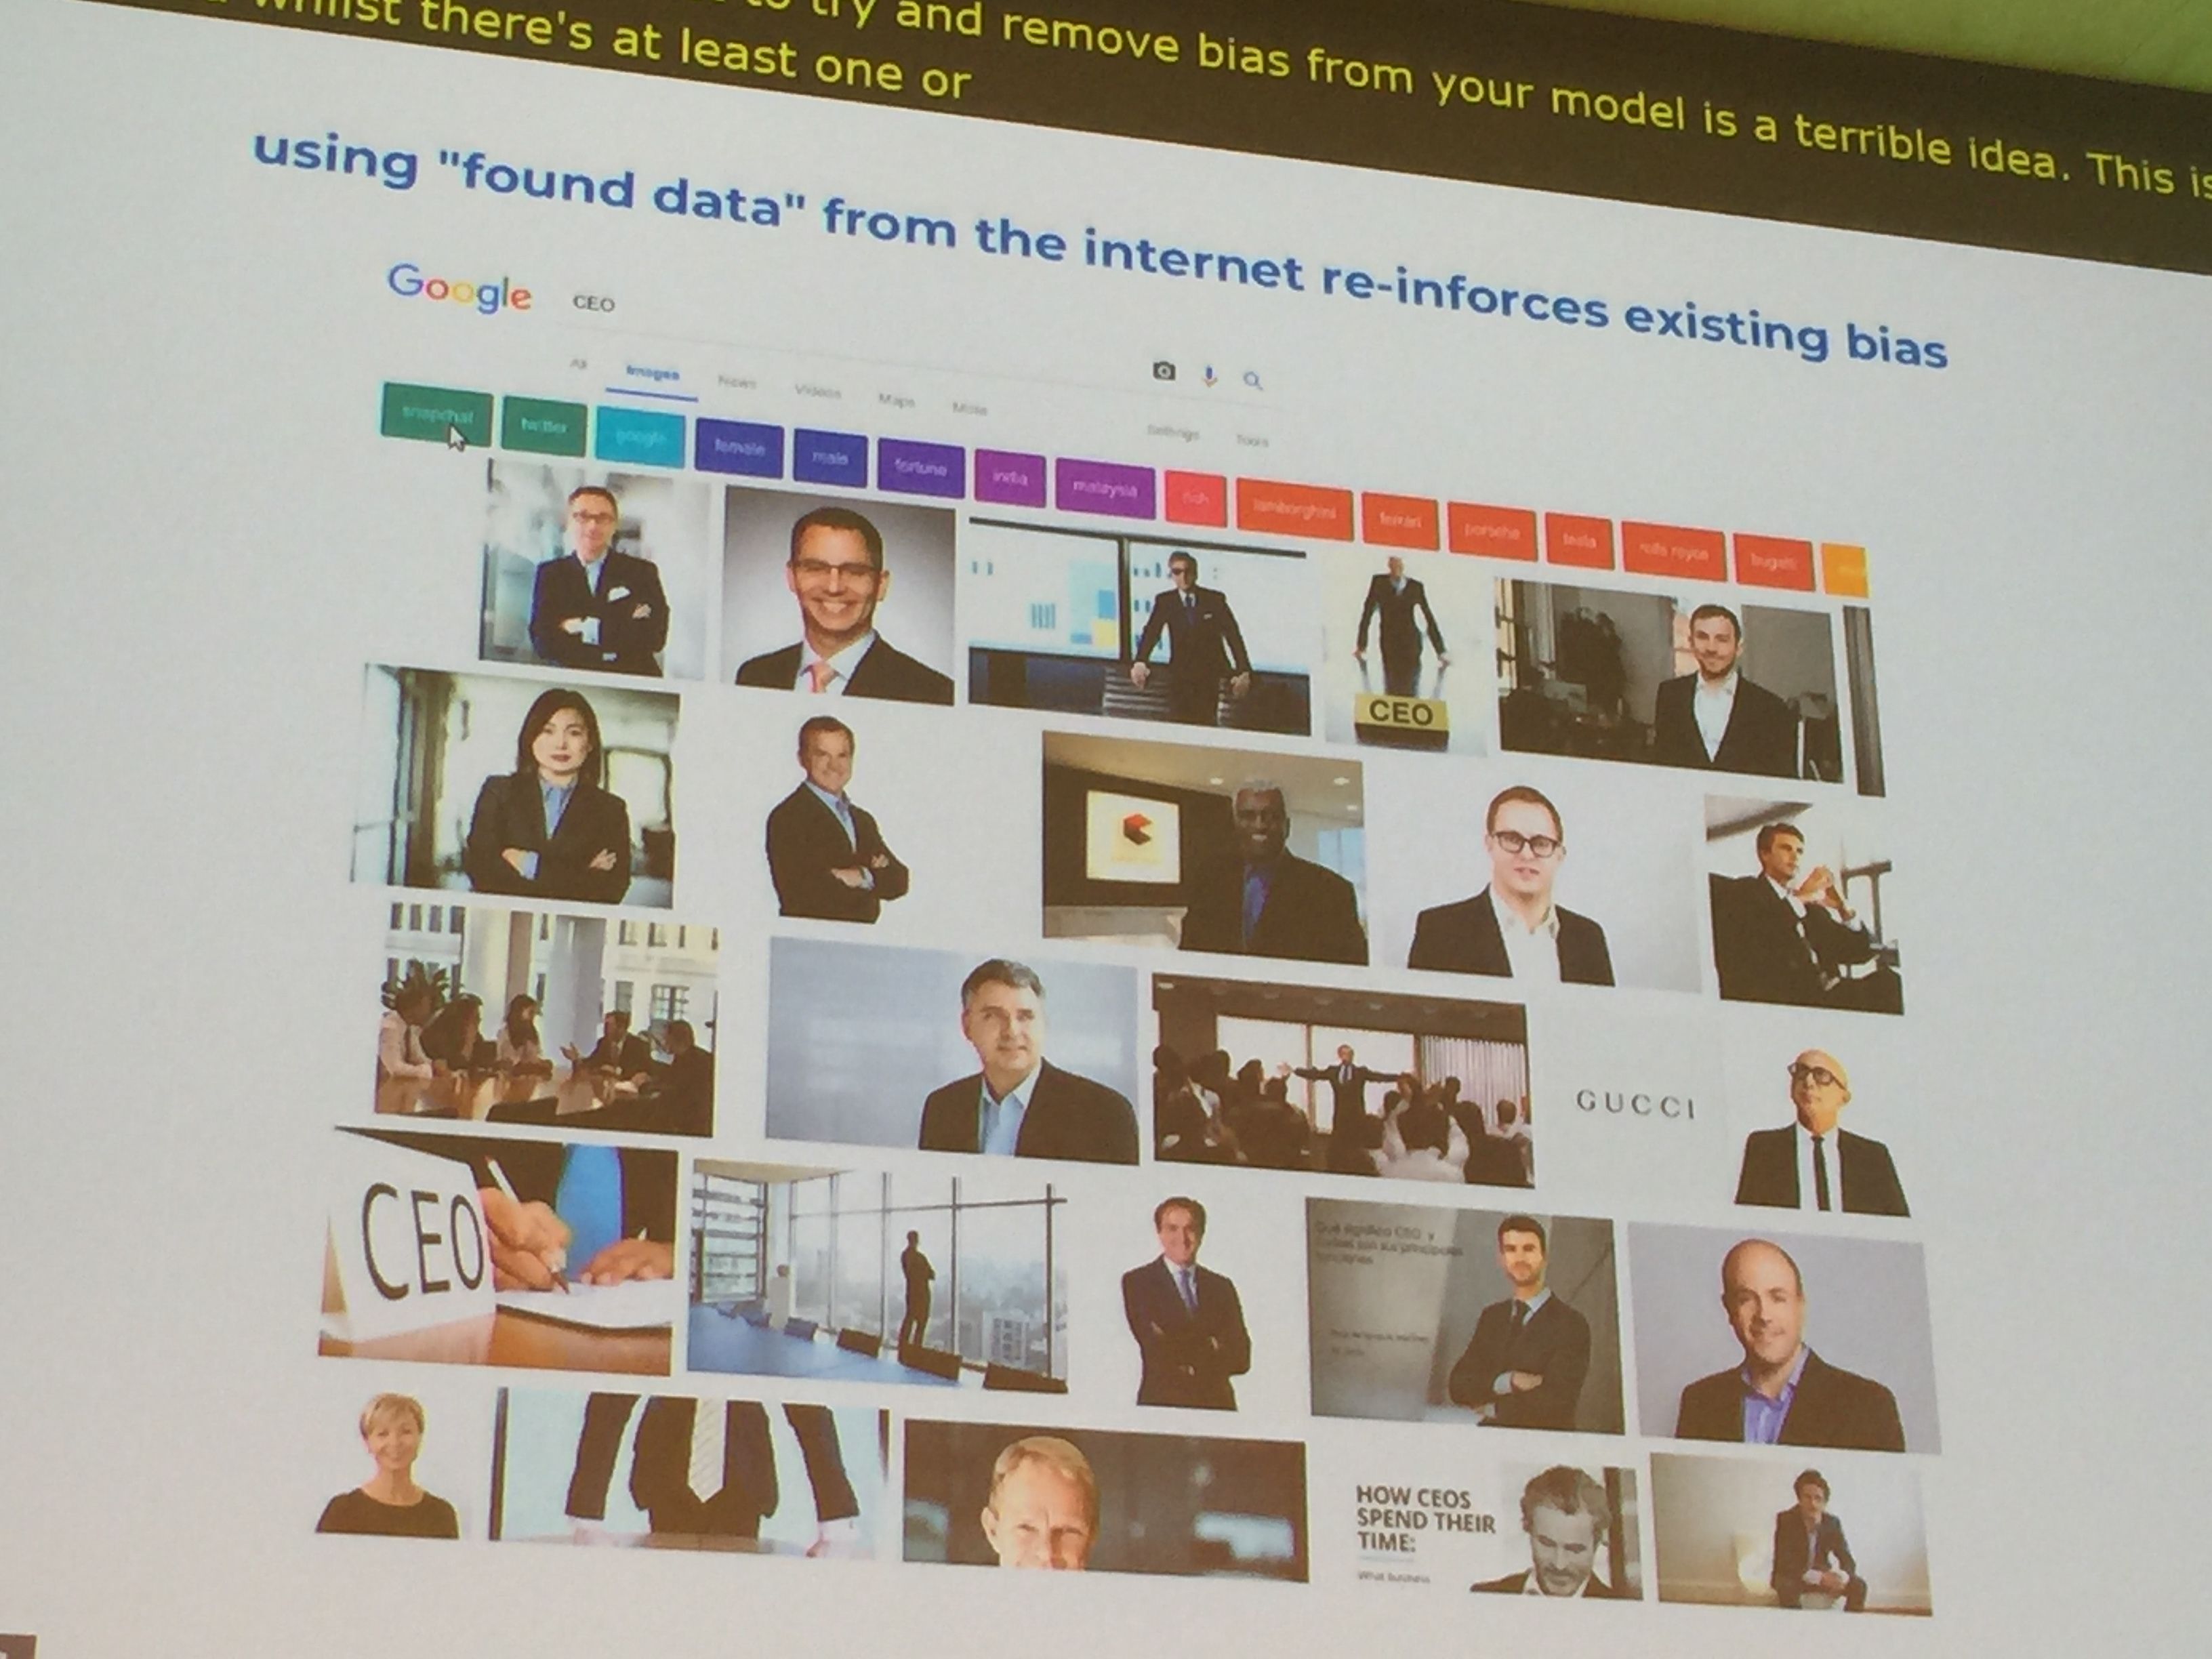 to try and remove bias from your model is a terrible idea. This is
whilst there's at least one or
using "found data" from the internet re-inforces existing bias
Google CEO
All Images News Videos Maps More Settings Tools
snapchat twitter google female male fortune india malaysia rich lamborghini ferrari porsche tesla rolls royce bugatti
CEO
GUCCI
CEO
Qué significa CEO y
cuáles son sus principales
funciones
HOW CEOS
SPEND THEIR
TIME:
What business